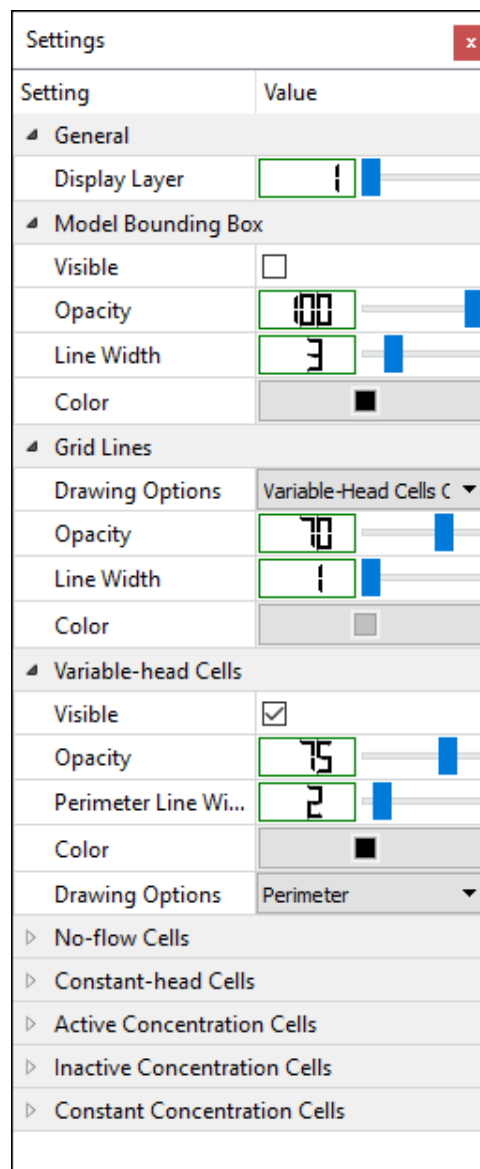 Settings
x
Setting Value
General
Display Layer 1
Model Bounding Box
Visible
Opacity 100
Line Width 3
Color
Grid Lines
Drawing Options Variable-Head Cells C
Opacity 70
Line Width 1
Color
Variable-head Cells
Visible
Opacity 75
Perimeter Line Wi... 2
Color
Drawing Options Perimeter
No-flow Cells
Constant-head Cells
Active Concentration Cells
Inactive Concentration Cells
Constant Concentration Cells